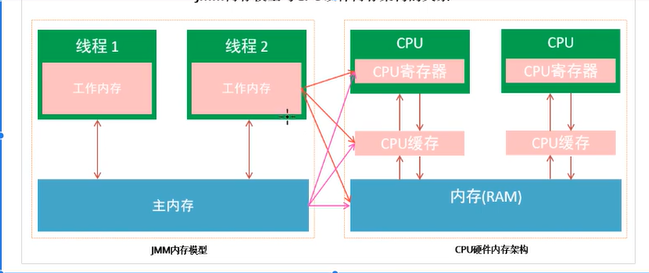 线程 1
线程 2
CPU
CPU
工作内存
工作内存
CPU寄存器
CPU寄存器
CPU缓存
CPU缓存
主内存
内存(RAM)
JMM内存模型
CPU硬件内存架构